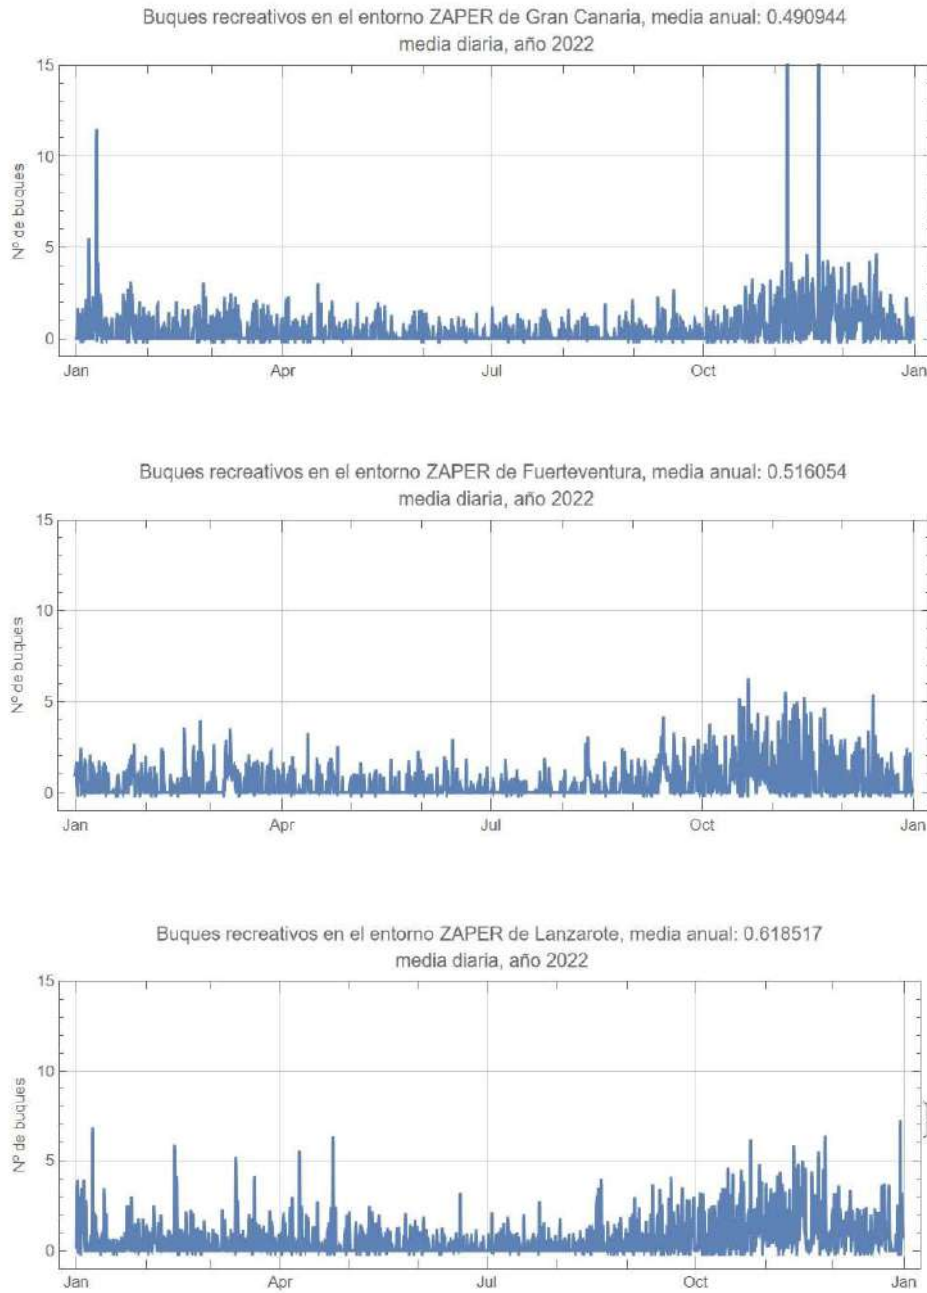 Buques recreativos en el entorno ZAPER de Gran Canaria, media anual: 0.490944
media diaria, año 2022
Nº de buques
15
10
5
0
Jan Apr Jul Oct Jan
Buques recreativos en el entorno ZAPER de Fuerteventura, media anual: 0.516054
media diaria, año 2022
Nº de buques
15
10
5
0
Jan Apr Jul Oct Jan
Buques recreativos en el entorno ZAPER de Lanzarote, media anual: 0.618517
media diaria, año 2022
Nº de buques
15
10
5
0
Jan Apr Jul Oct Jan